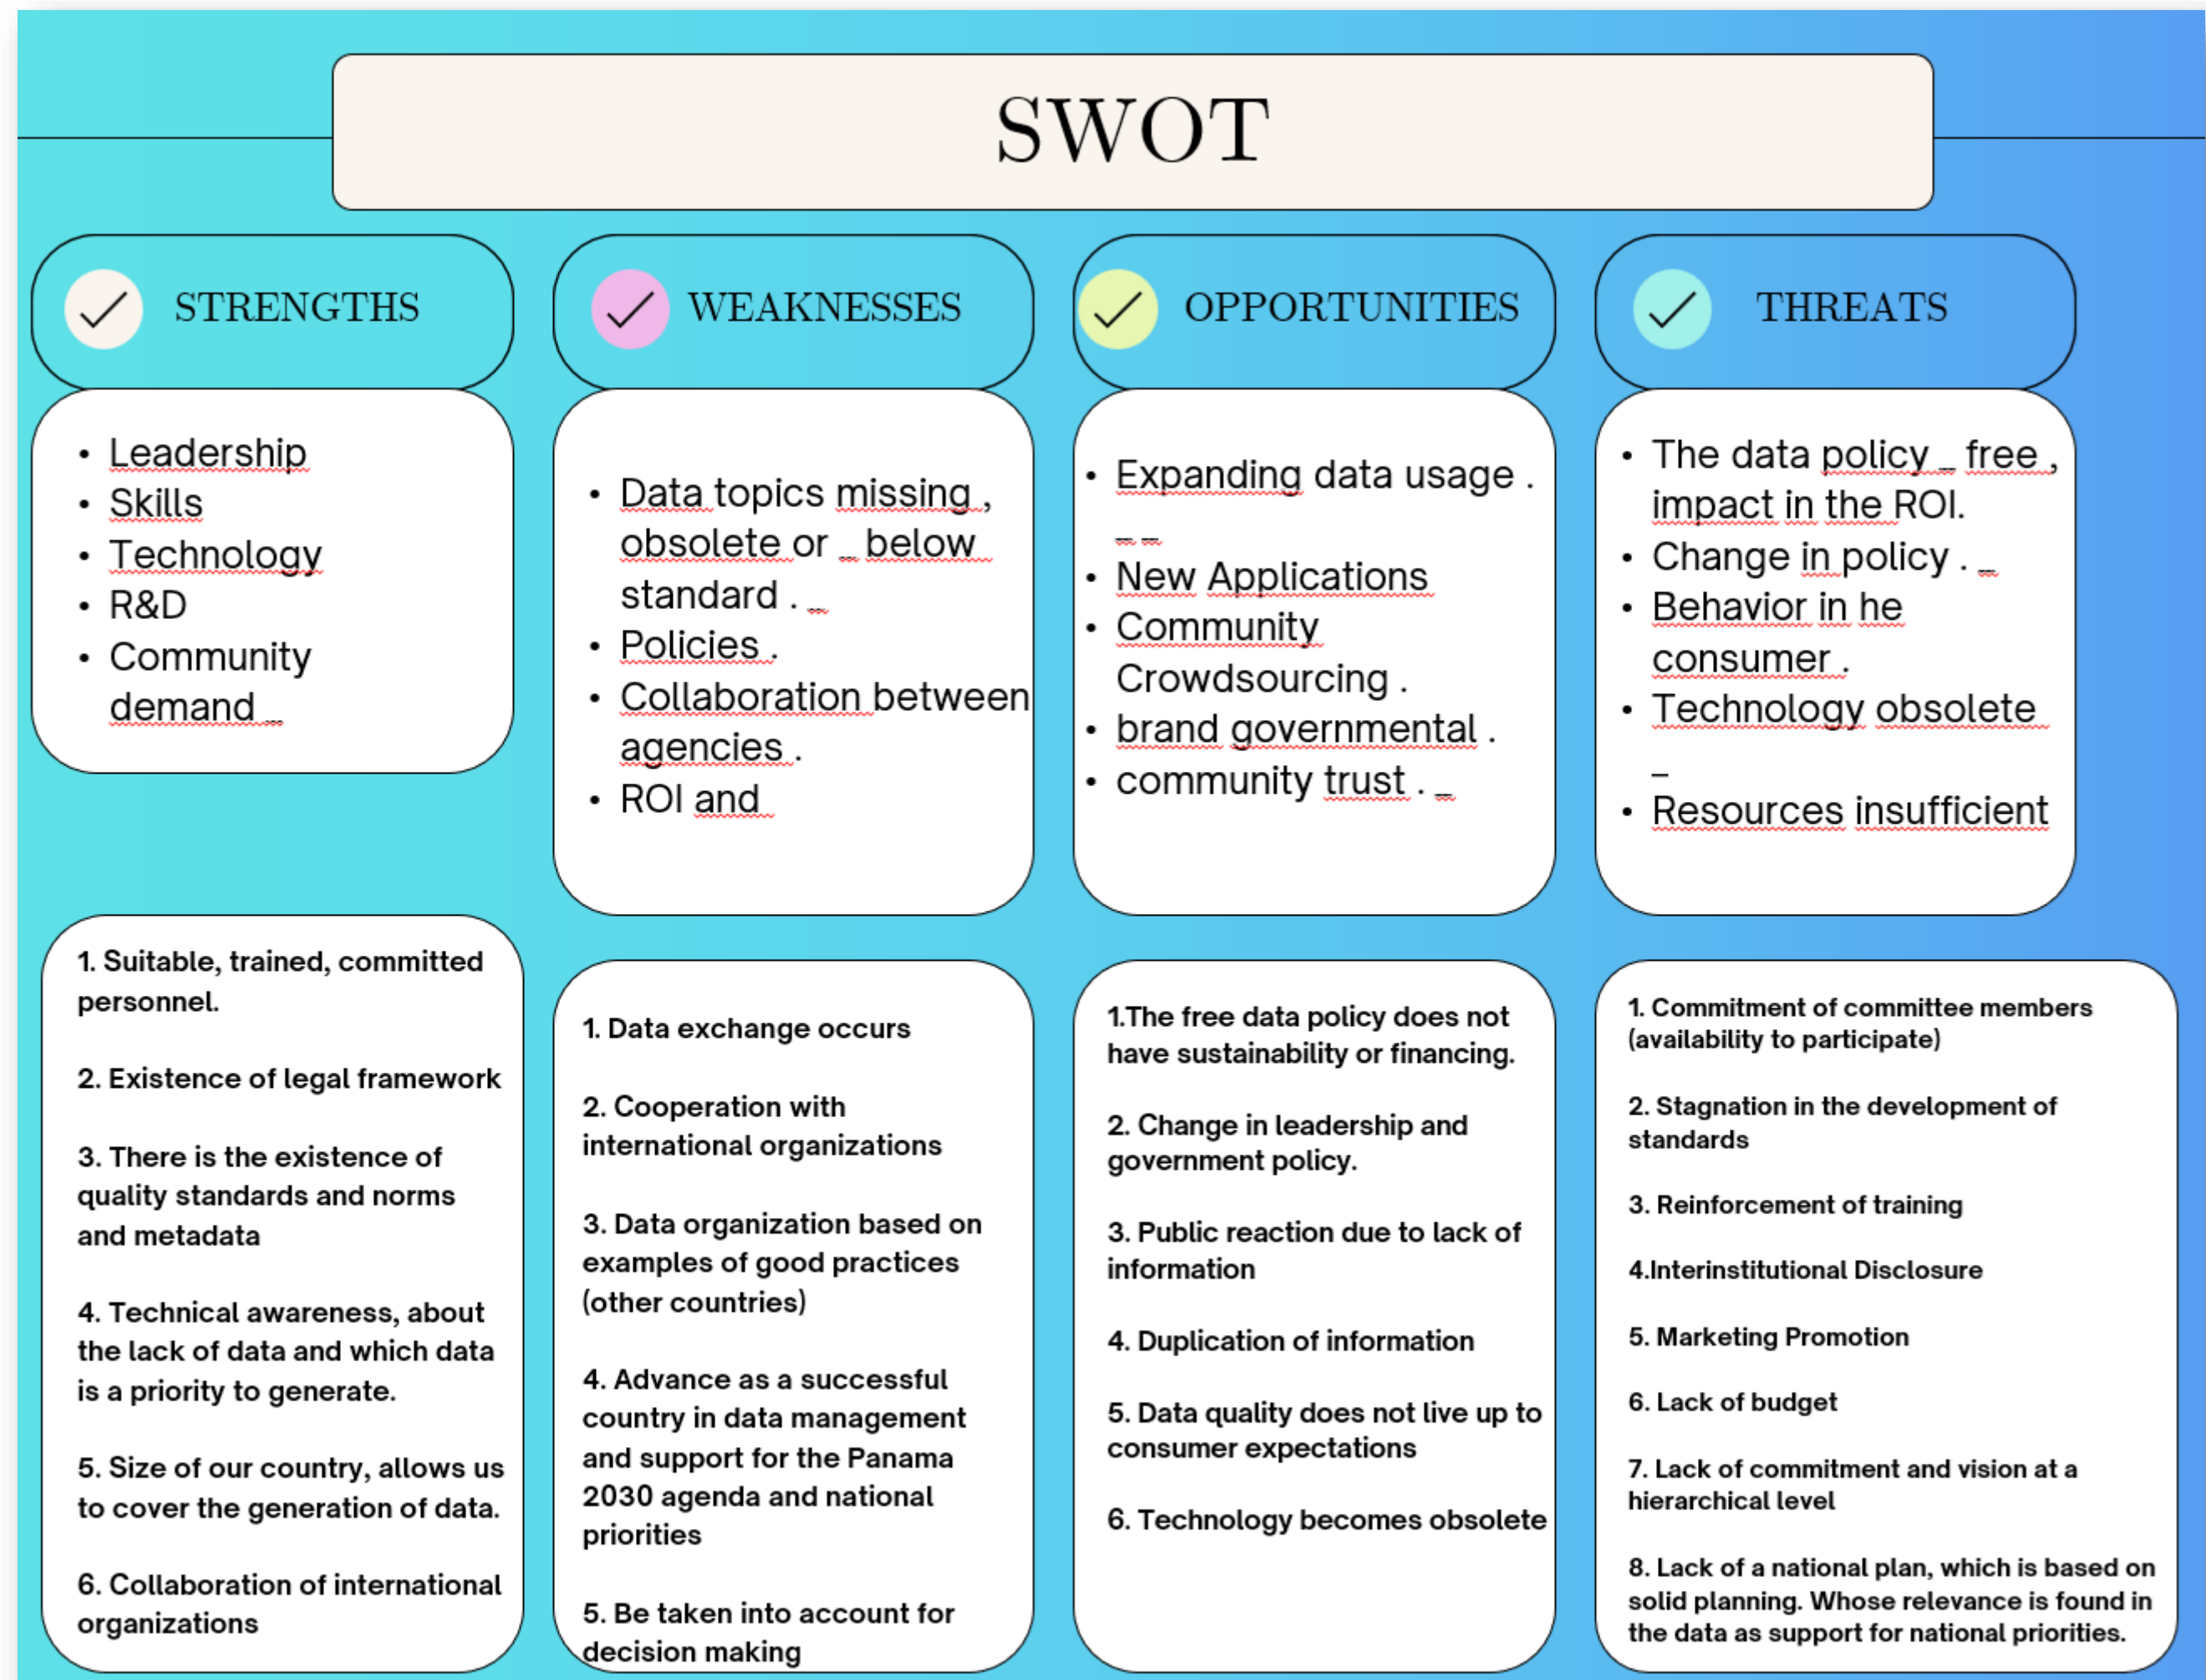 SWOT
STRENGTHS
WEAKNESSES
OPPORTUNITIES
THREATS
• Leadership
• Skills
• Technology
• R&D
• Community
demand _
• Data topics missing ,
obsolete or _ below
standard . _
• Policies .
• Collaboration between
agencies .
• ROI and
• Expanding data usage .
_ _
• New Applications
• Community
Crowdsourcing .
• brand governmental .
• community trust . _
• The data policy _ free ,
impact in the ROI.
• Change in policy . _
• Behavior in he
consumer .
• Technology obsolete
_
• Resources insufficient
1. Suitable, trained, committed
personnel.
2. Existence of legal framework
3. There is the existence of
quality standards and norms
and metadata
4. Technical awareness, about
the lack of data and which data
is a priority to generate.
5. Size of our country, allows us
to cover the generation of data.
6. Collaboration of international
organizations
1. Data exchange occurs
2. Cooperation with
international organizations
3. Data organization based on
examples of good practices
(other countries)
4. Advance as a successful
country in data management
and support for the Panama
2030 agenda and national
priorities
5. Be taken into account for
decision making
1.The free data policy does not
have sustainability or financing.
2. Change in leadership and
government policy.
3. Public reaction due to lack of
information
4. Duplication of information
5. Data quality does not live up to
consumer expectations
6. Technology becomes obsolete
1. Commitment of committee members
(availability to participate)
2. Stagnation in the development of
standards
3. Reinforcement of training
4.Interinstitutional Disclosure
5. Marketing Promotion
6. Lack of budget
7. Lack of commitment and vision at a
hierarchical level
8. Lack of a national plan, which is based on
solid planning. Whose relevance is found in
the data as support for national priorities.